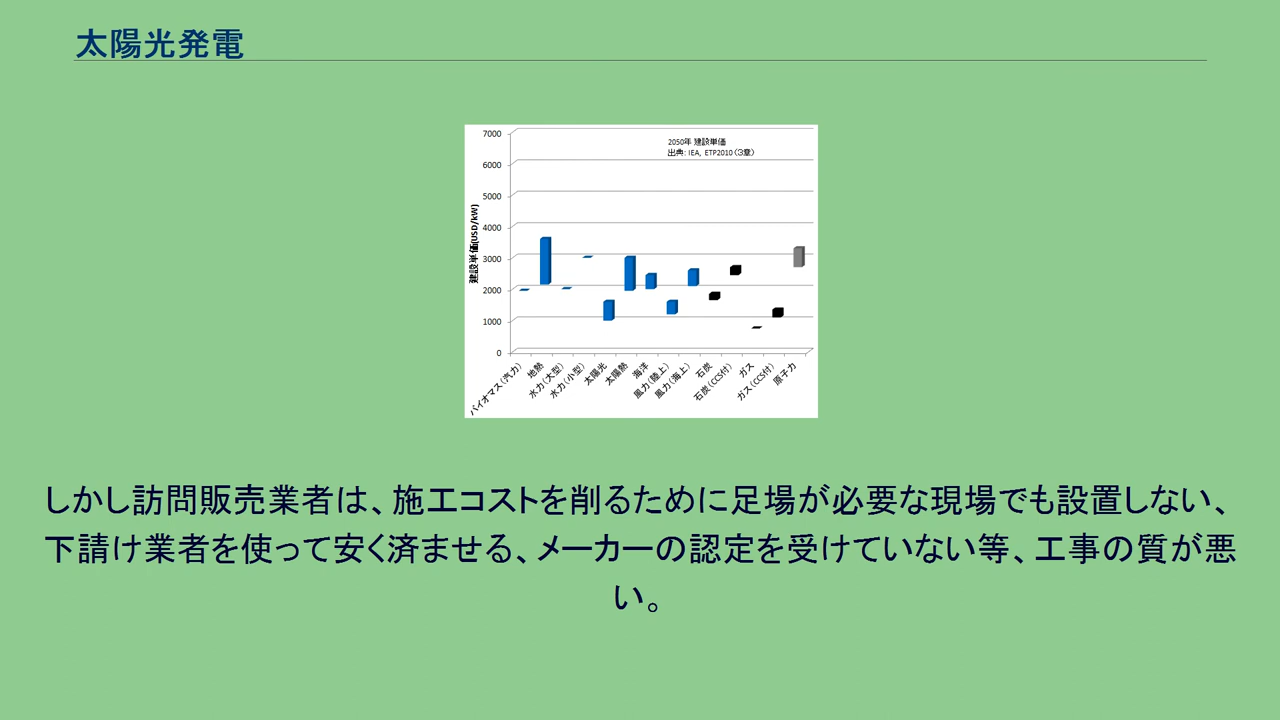 太陽光発電
2050年 建設単価
出典: IEA, ETP2010（3章）
建設単価(USD/kW)
7000
6000
5000
4000
3000
2000
1000
0
バイオマス（汽力）
地熱
水力（大型）
水力（小型）
太陽光
太陽熱
海洋
風力（陸上）
風力（海上）
石炭
石炭（CCS付）
ガス
ガス（CCS付）
原子力
しかし訪問販売業者は、施工コストを削るために足場が必要な現場でも設置しない、
下請け業者を使って安く済ませる、メーカーの認定を受けていない等、工事の質が悪
い。